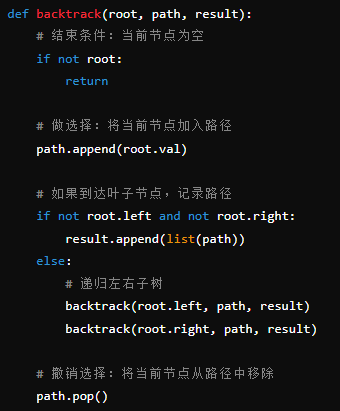 def backtrack(root, path, result):
    # 结束条件：当前节点为空
    if not root:
        return

    # 做选择：将当前节点加入路径
    path.append(root.val)

    # 如果到达叶子节点，记录路径
    if not root.left and not root.right:
        result.append(list(path))
    else:
        # 递归左右子树
        backtrack(root.left, path, result)
        backtrack(root.right, path, result)

    # 撤销选择：将当前节点从路径中移除
    path.pop()